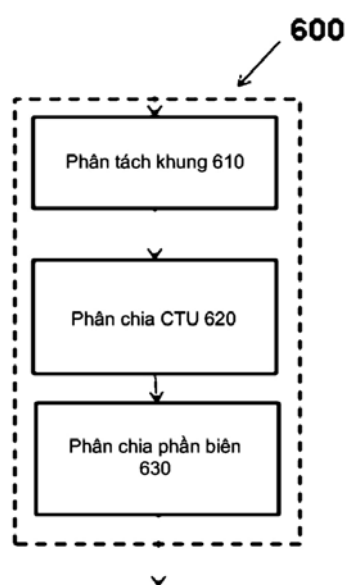 600
Phân tách khung 610
Phân chia CTU 620
Phân chia phần biên
630